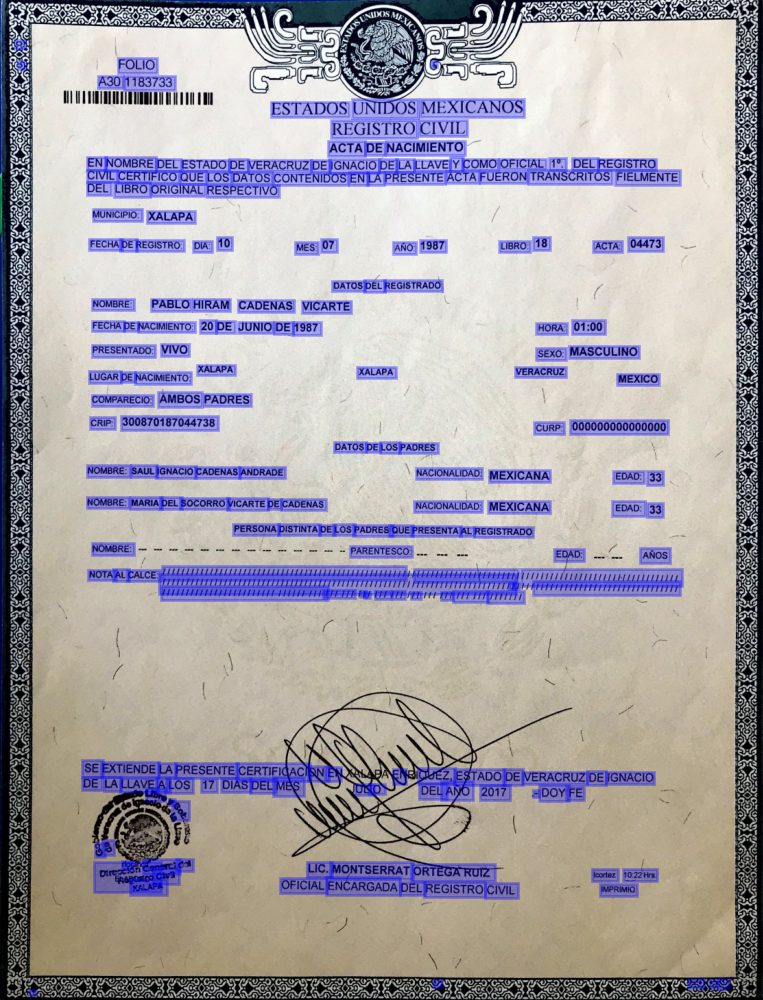 ESTADOS UNIDOS MEXICANOS
FOLIO
A30 1183733
ESTADOS UNIDOS MEXICANOS
REGISTRO CIVIL
ACTA DE NACIMIENTO
EN NOMBRE DEL ESTADO DE VERACRUZ DE IGNACIO DE LA LLAVE Y COMO OFICIAL 1º. DEL REGISTRO
CIVIL CERTIFICO QUE LOS DATOS CONTENIDOS EN LA PRESENTE ACTA FUERON TRANSCRITOS FIELMENTE
DEL LIBRO ORIGINAL RESPECTIVO
MUNICIPIO: XALAPA
FECHA DE REGISTRO: DIA: 10 MES: 07 AÑO: 1987 LIBRO: 18 ACTA: 04473
DATOS DEL REGISTRADO
NOMBRE: PABLO HIRAM CADENAS VICARTE
FECHA DE NACIMIENTO: 20 DE JUNIO DE 1987 HORA: 01:00
PRESENTADO: VIVO SEXO: MASCULINO
LUGAR DE NACIMIENTO: XALAPA XALAPA VERACRUZ MEXICO
COMPARECIO: AMBOS PADRES
CRIP: 300870187044738 CURP: 000000000000000
DATOS DE LOS PADRES
NOMBRE: SAUL IGNACIO CADENAS ANDRADE NACIONALIDAD: MEXICANA EDAD: 33
NOMBRE: MARIA DEL SOCORRO VICARTE DE CADENAS NACIONALIDAD: MEXICANA EDAD: 33
PERSONA DISTINTA DE LOS PADRES QUE PRESENTA AL REGISTRADO
NOMBRE: PARENTESCO: EDAD: AÑOS
NOTA AL CALCE:
SE EXTIENDE LA PRESENTE CERTIFICACION EN XALAPA ENRIQUEZ, ESTADO DE VERACRUZ DE IGNACIO
DE LA LLAVE A LOS 17 DIAS DEL MES JULIO. DEL AÑO 2017 .- DOY FE
Dirección General del
Registro Civil
XALAPA
LIC. MONTSERRAT ORTEGA RUIZ
OFICIAL ENCARGADA DEL REGISTRO CIVIL
lcortez 10:22 Hrs
IMPRIMIO